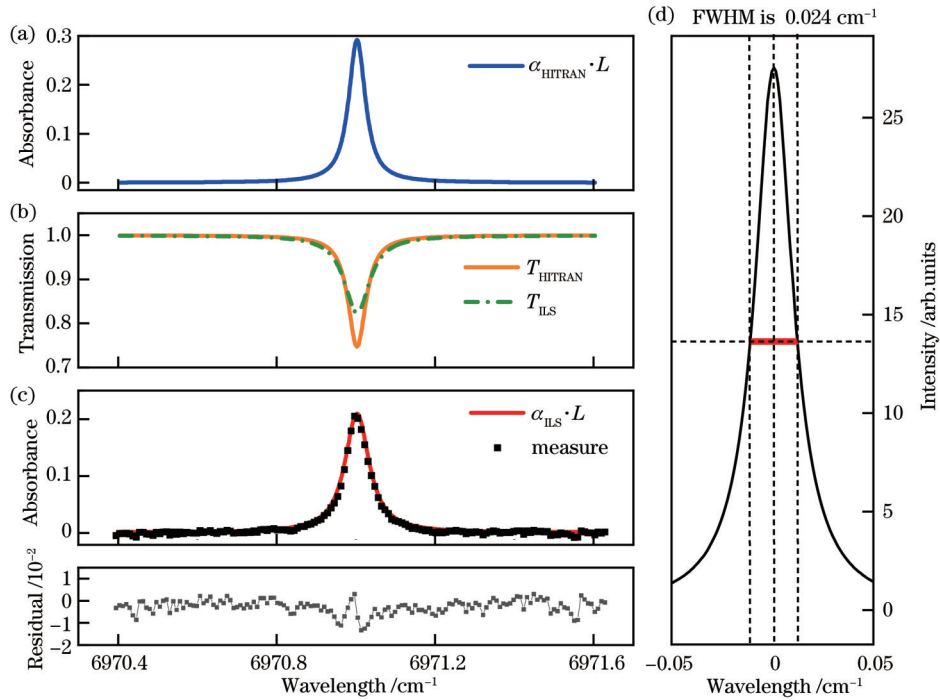 (a)
0.3
0.2
0.1
0
Absorbance
α_HITRAN·L
(b)
1.0
0.9
0.8
0.7
Transmission
T_HITRAN
T_ILS
(c)
0.2
0.1
0
Absorbance
α_ILS·L
measure
1
0
−1
−2
Residual /10⁻²
6970.4 6970.8 6971.2 6971.6
Wavelength /cm⁻¹
(d)
FWHM is 0.024 cm⁻¹
25
20
15
10
5
0
Intensity /arb.units
−0.05 0 0.05
Wavelength /cm⁻¹